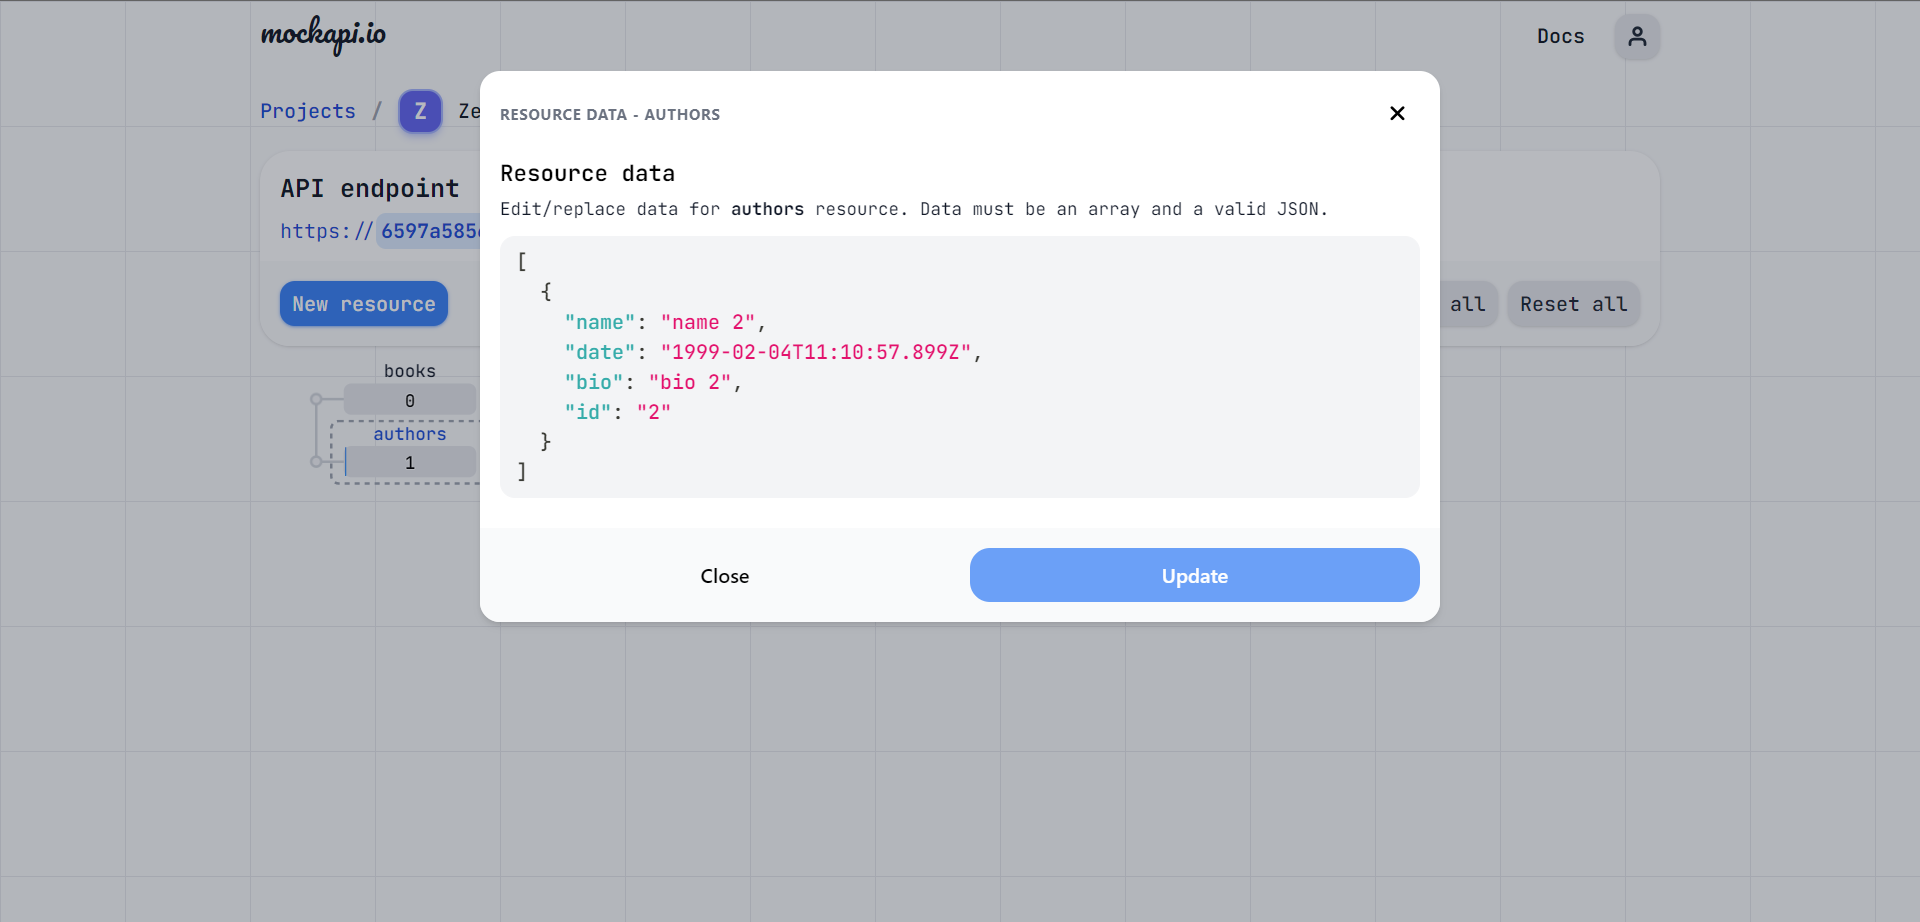 mockapi.io
Docs
Projects / Z Ze
API endpoint
https://6597a585
New resource
all
Reset all
books
0
authors
1
RESOURCE DATA - AUTHORS
Resource data
Edit/replace data for authors resource. Data must be an array and a valid JSON.
[
{
"name": "name 2",
"date": "1999-02-04T11:10:57.899Z",
"bio": "bio 2",
"id": "2"
}
]
Close
Update